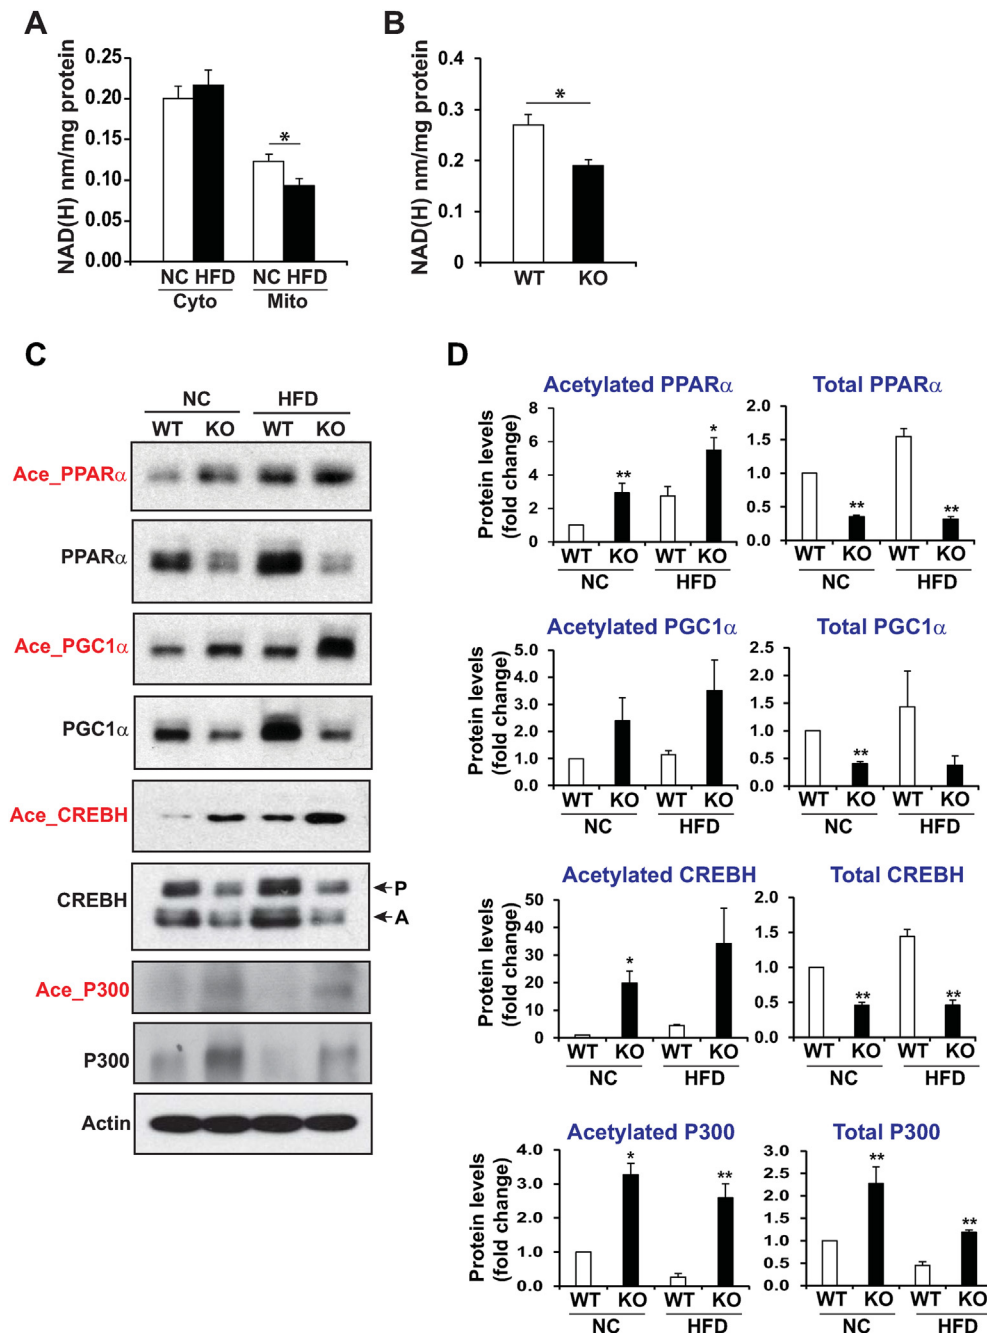 A
NAD(H) nm/mg protein
0.25
0.20
0.15
0.10
0.05
0.00
*
NC HFD NC HFD
Cyto Mito
B
NAD(H) nm/mg protein
0.4
0.3
0.2
0.1
0
*
WT KO
C
NC HFD
WT KO WT KO
Ace_PPARα
PPARα
Ace_PGC1α
PGC1α
Ace_CREBH
CREBH
P
A
Ace_P300
P300
Actin
D
Acetylated PPARα
Protein levels
(fold change)
8
6
4
2
0
**
*
WT KO WT KO
NC HFD
Total PPARα
2.0
1.5
1.0
0.5
0.0
**
**
WT KO WT KO
NC HFD
Acetylated PGC1α
Protein levels
(fold change)
5.0
4.0
3.0
2.0
1.0
0.0
WT KO WT KO
NC HFD
Total PGC1α
2.5
2.0
1.5
1.0
0.5
0.0
**
WT KO WT KO
NC HFD
Acetylated CREBH
Protein levels
(fold change)
50
40
30
20
10
0
*
WT KO WT KO
NC HFD
Total CREBH
2.0
1.5
1.0
0.5
0.0
**
**
WT KO WT KO
NC HFD
Acetylated P300
Protein levels
(fold change)
4.0
3.0
2.0
1.0
0.0
*
**
WT KO WT KO
NC HFD
Total P300
3.0
2.5
2.0
1.5
1.0
0.5
0.0
**
**
WT KO WT KO
NC HFD